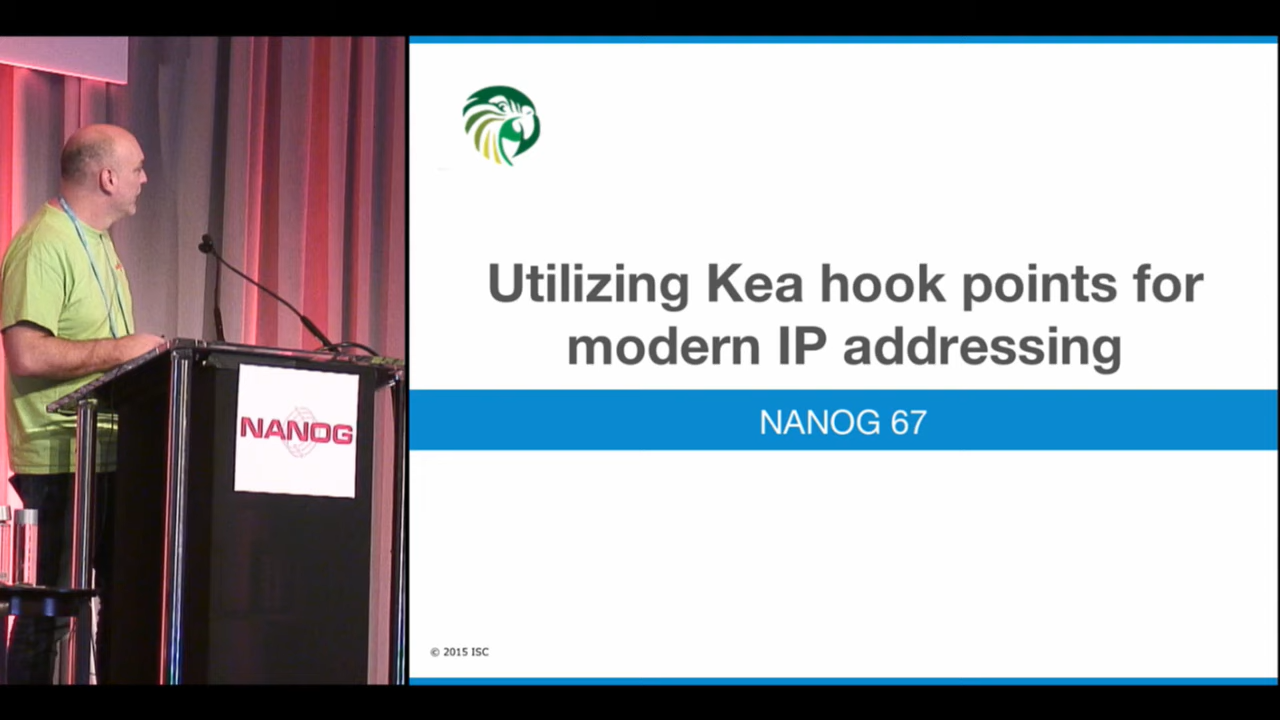 Utilizing Kea hook points for
modern IP addressing
NANOG 67
NANOG
© 2015 ISC